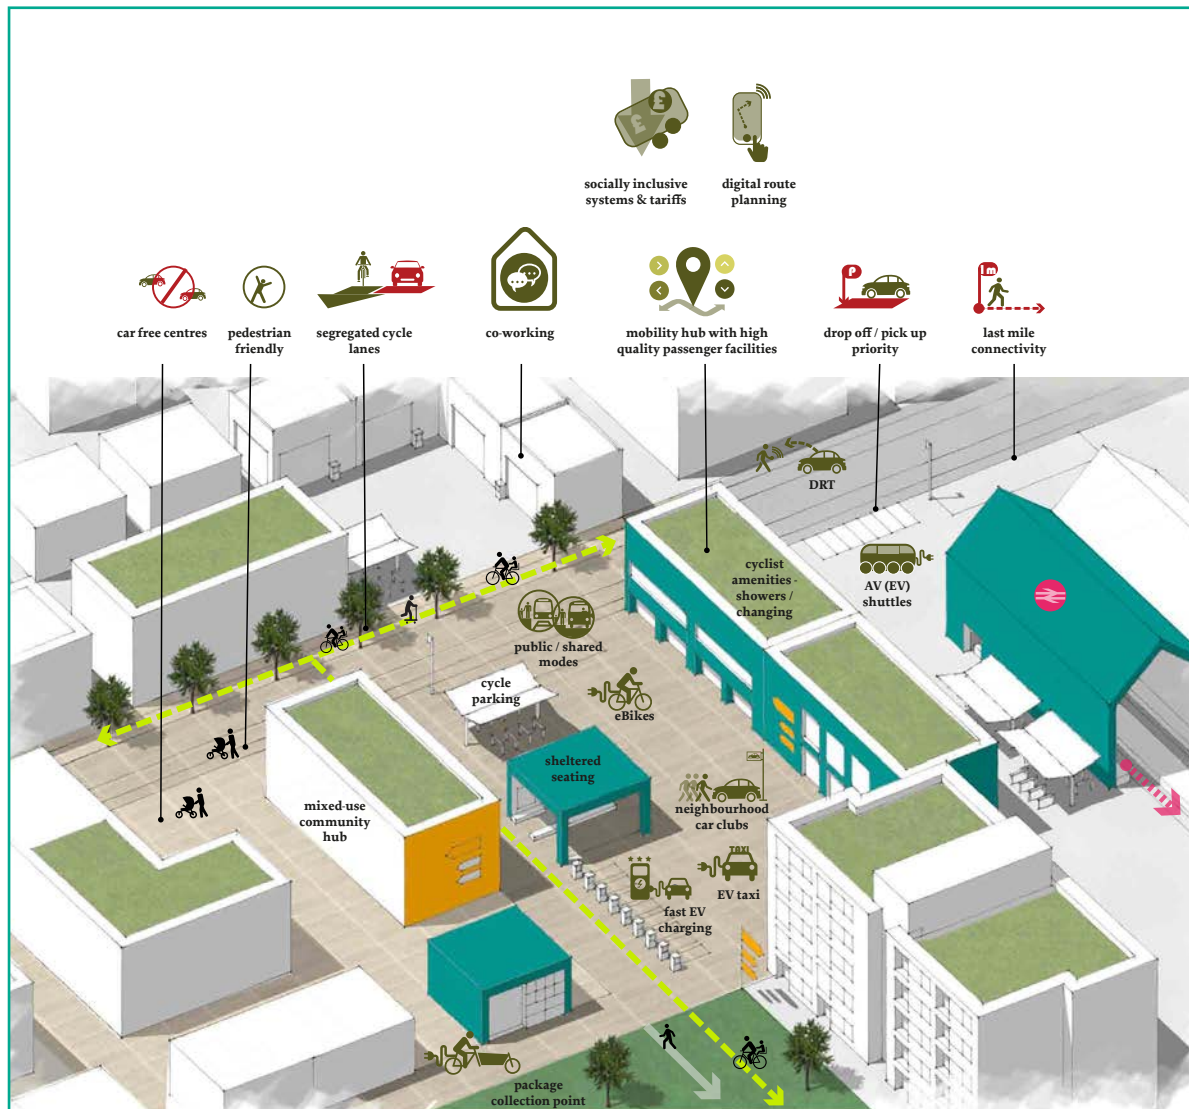 socially inclusive
systems & tariffs
digital route
planning
car free centres
pedestrian
friendly
segregated cycle
lanes
co-working
mobility hub with high
quality passenger facilities
drop off / pick up
priority
last mile
connectivity
P
1m
£
£
DRT
cyclist
amenities -
showers /
changing
AV (EV)
shuttles
public / shared
modes
cycle
parking
eBikes
sheltered
seating
mixed-use
community
hub
neighbourhood
car clubs
TAXI
EV taxi
fast EV
charging
package
collection point